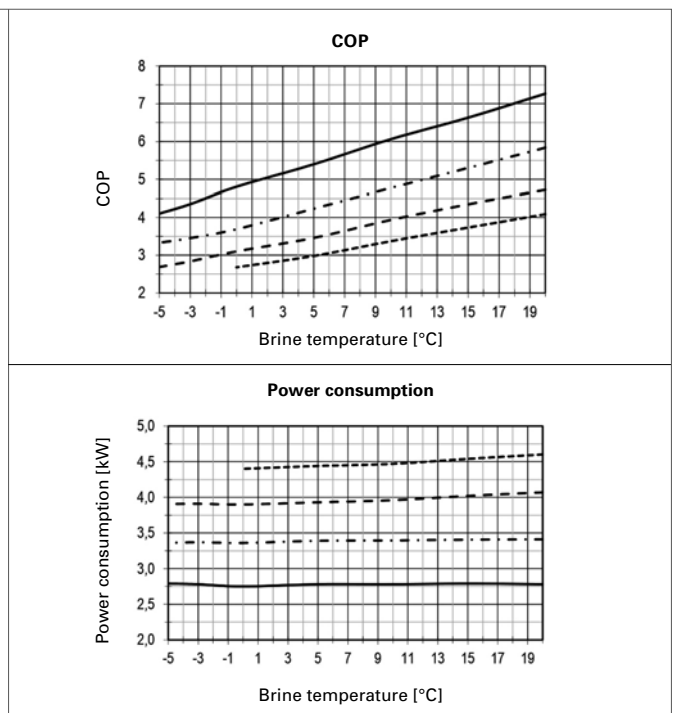 COP
8
7
6
5
4
3
2
COP
-5 -3 -1 1 3 5 7 9 11 13 15 17 19
Brine temperature [°C]
Power consumption
5,0
4,5
4,0
3,5
3,0
2,5
2,0
Power consumption [kW]
-5 -3 -1 1 3 5 7 9 11 13 15 17 19
Brine temperature [°C]